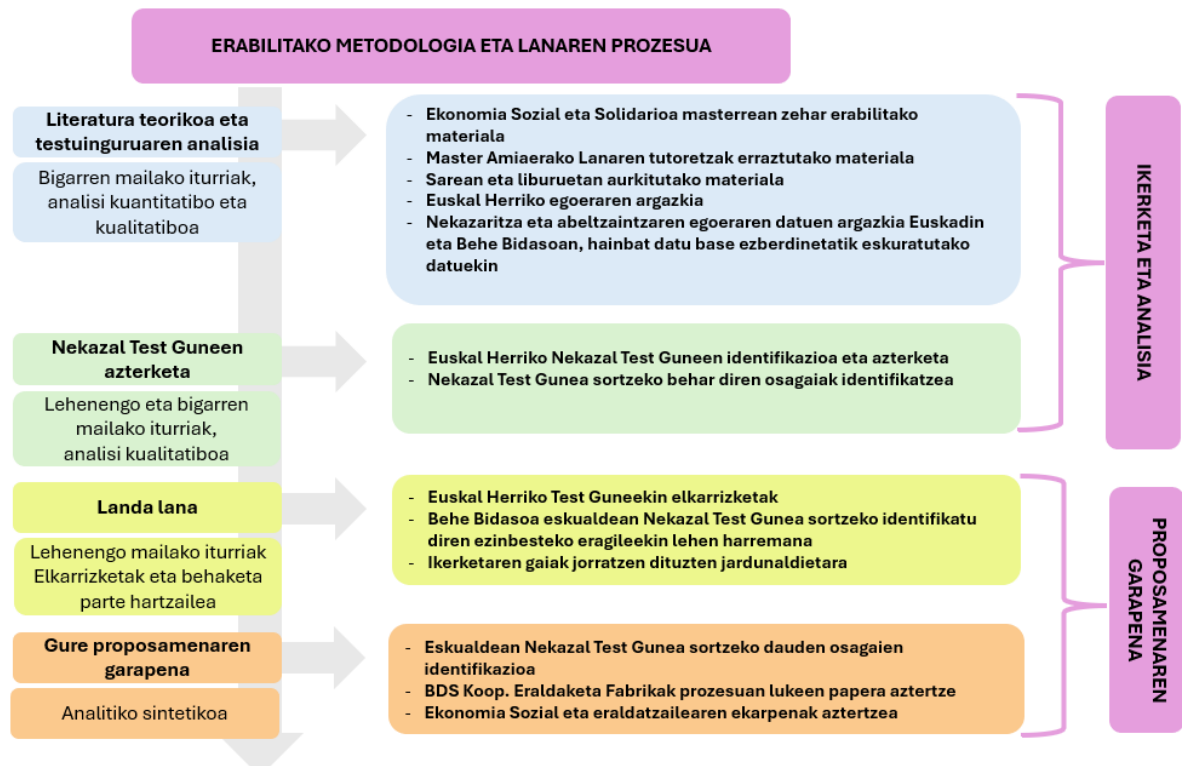 ERABILITAKO METODOLOGIA ETA LANAREN PROZESUA
Literatura teorikoa eta
testuinguruaren analisia
Bigarren mailako iturriak,
analisi kuantitatibo eta
kualitatiboa
- Ekonomia Sozial eta Solidarioa masterrean zehar erabilitako
materiala
- Master Amiaerako Lanaren tutoretzak erraztutako materiala
- Sarean eta liburuetan aurkitutako materiala
- Euskal Herriko egoeraren argazkia
- Nekazaritza eta abeltzaintzaren egoeraren datuen argazkia Euskadin
eta Behe Bidasoan, hainbat datu base ezberdinetatik eskuratutako
datuekin
Nekazal Test Guneen
azterketa
Lehenengo eta bigarren
mailako iturriak,
analisi kualitatiboa
- Euskal Herriko Nekazal Test Guneen identifikazioa eta azterketa
- Nekazal Test Gunea sortzeko behar diren osagaiak identifikatzea
IKERKETA ETA ANALISIA
Landa lana
Lehenengo mailako iturriak
Elkarrizketak eta behaketa
parte hartzailea
- Euskal Herriko Test Guneekin elkarrizketak
- Behe Bidasoa eskualdean Nekazal Test Gunea sortzeko identifikatu
diren ezinbesteko eragileekin lehen harremana
- Ikerketaren gaiak jorratzen dituzten jardunaldietara
Gure proposamenaren
garapena
Analitiko sintetikoa
- Eskualdean Nekazal Test Gunea sortzeko dauden osagaien
identifikazioa
- BDS Koop. Eraldaketa Fabrikak prozesuan lukeen papera aztertze
- Ekonomia Sozial eta eraldatzailearen ekarpenak aztertzea
PROPOSAMENAREN
GARAPENA